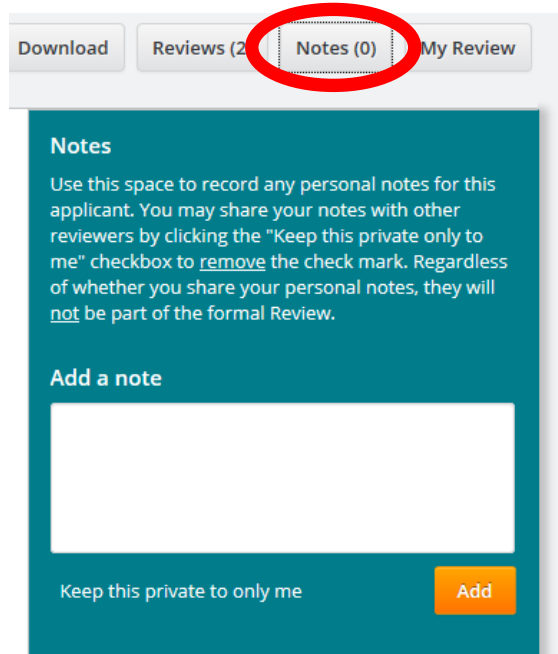 Download Reviews (2 Notes (0) My Review
Notes
Use this space to record any personal notes for this
applicant. You may share your notes with other
reviewers by clicking the "Keep this private only to
me" checkbox to remove the check mark. Regardless
of whether you share your personal notes, they will
not be part of the formal Review.
Add a note
Keep this private to only me Add